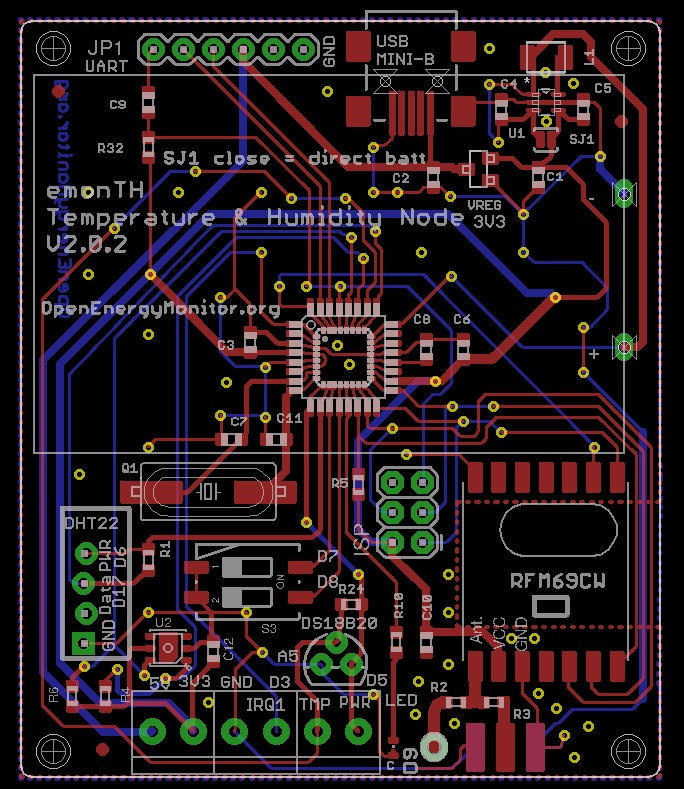 JP1
UART
GND
USB
MINI-B
L1
C4
*
C5
C9
R32
U1
SJ1
SJ1 close = direct batt
C2
C1
emonTH
Temperature & Humidity Node
V2.0.2
VREG
3V3
-
OpenEnergyMonitor.org
OpenEnergyMonitor.org
C3
C8
C6
+
C7
C11
Q1
R5
ISP
DHT22
PWR
D6
Data
D17
GND
R1
1
2
ON
D7
D8
S3
R24
DS18B20
A5
D5
R10
C10
RFM69CW
Ant.
VCC
GND
U2
C12
R6
R4
5V
3V3
GND
D3
IRQ1
TMP
PWR
LED
R2
R3
D9